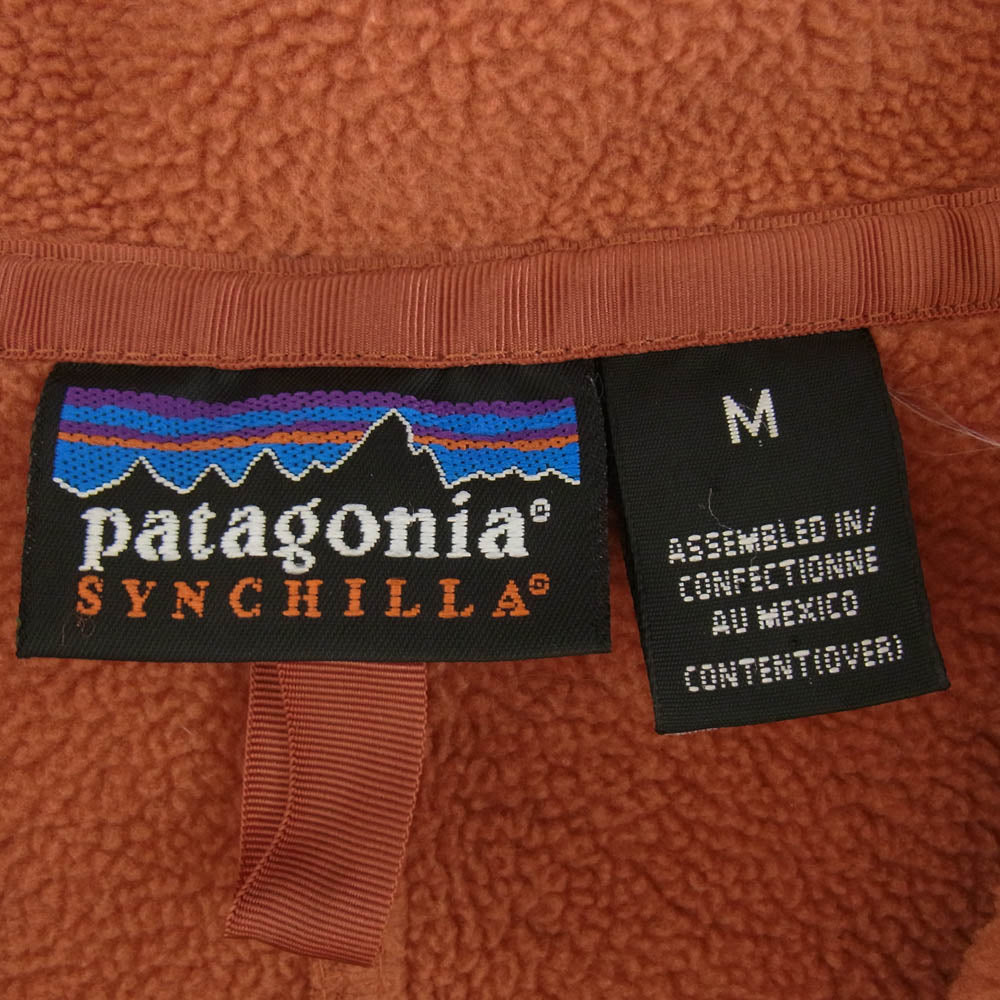 patagonia®
SYNCHILLA®
M
ASSEMBLED IN/
CONFECTIONNE
AU MEXICO
CONTENT(OVER)